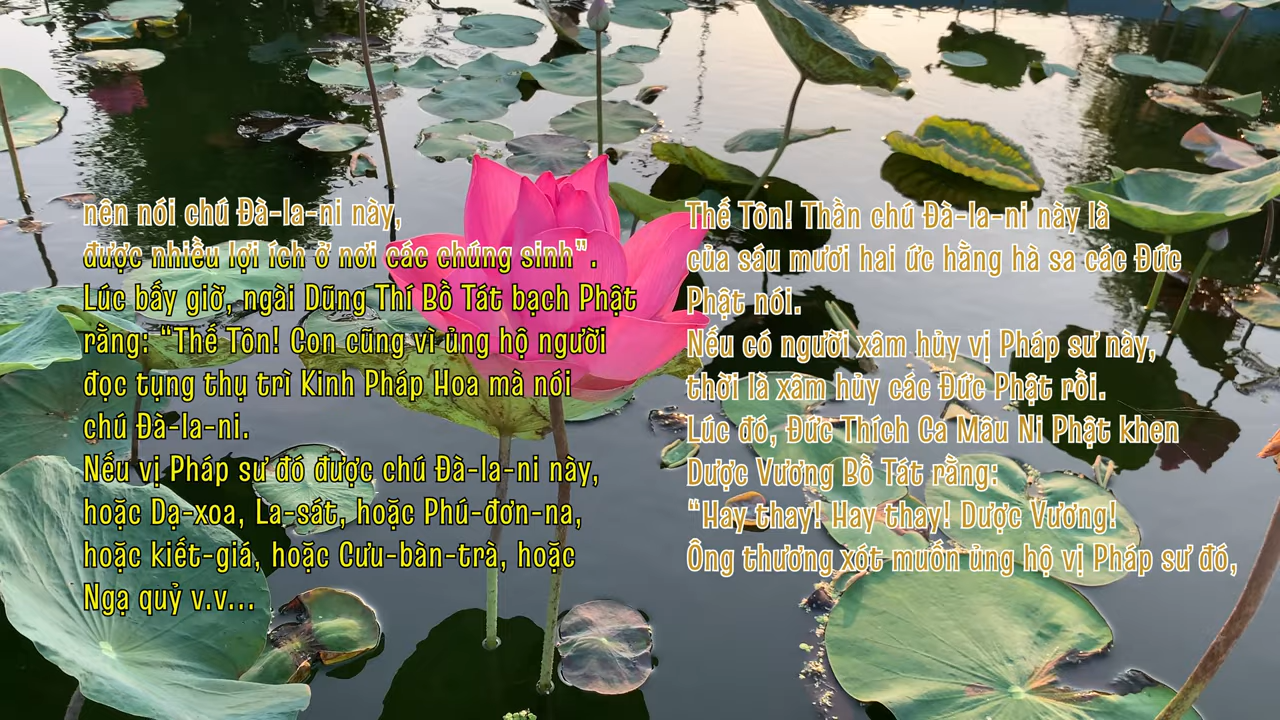 nên nói chú Đà-la-ni này,
được nhiều lợi ích ở nơi các chúng sinh”.
Lúc bấy giờ, ngài Dũng Thí Bồ Tát bạch Phật
rằng: “Thế Tôn! Con cũng vì ủng hộ người
đọc tụng thụ trì Kinh Pháp Hoa mà nói
chú Đà-la-ni.
Nếu vị Pháp sư đó được chú Đà-la-ni này,
hoặc Dạ-xoa, La-sát, hoặc Phú-đơn-na,
hoặc kiết-giá, hoặc Cưu-bàn-trà, hoặc
Ngạ quỷ v.v...
Thế Tôn! Thần chú Đà-la-ni này là
của sáu mươi hai ức hằng hà sa các Đức
Phật nói.
Nếu có người xâm hủy vị Pháp sư này,
thời là xâm hủy các Đức Phật rồi.
Lúc đó, Đức Thích Ca Mâu Ni Phật khen
Dược Vương Bồ Tát rằng:
“Hay thay! Hay thay! Dược Vương!
Ông thương xót muốn ủng hộ vị Pháp sư đó,